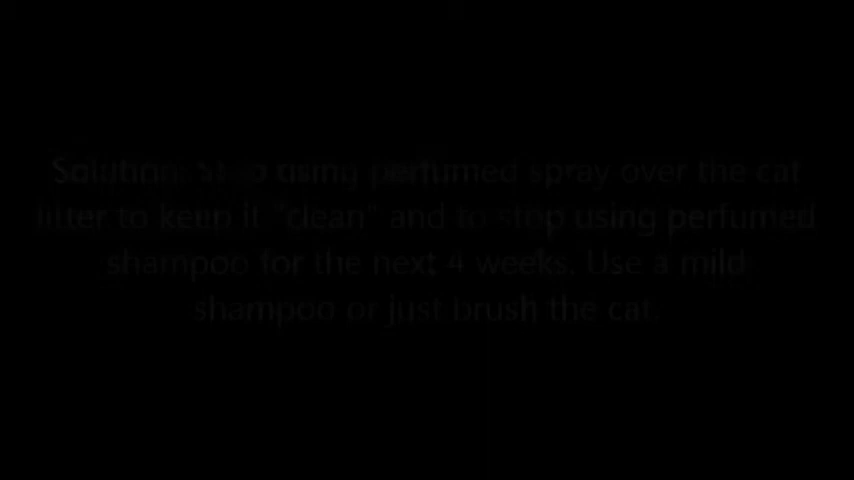 Solution: Stop using perfumed spray over the cat
litter to keep it "clean" and to stop using perfumed
shampoo for the next 4 weeks. Use a mild
shampoo or just brush the cat.